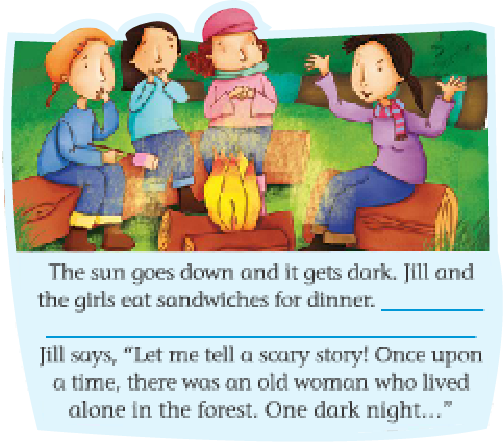 The sun goes down and it gets dark. Jill and
the girls eat sandwiches for dinner.
Jill says, “Let me tell a scary story! Once upon
a time, there was an old woman who lived
alone in the forest. One dark night...”